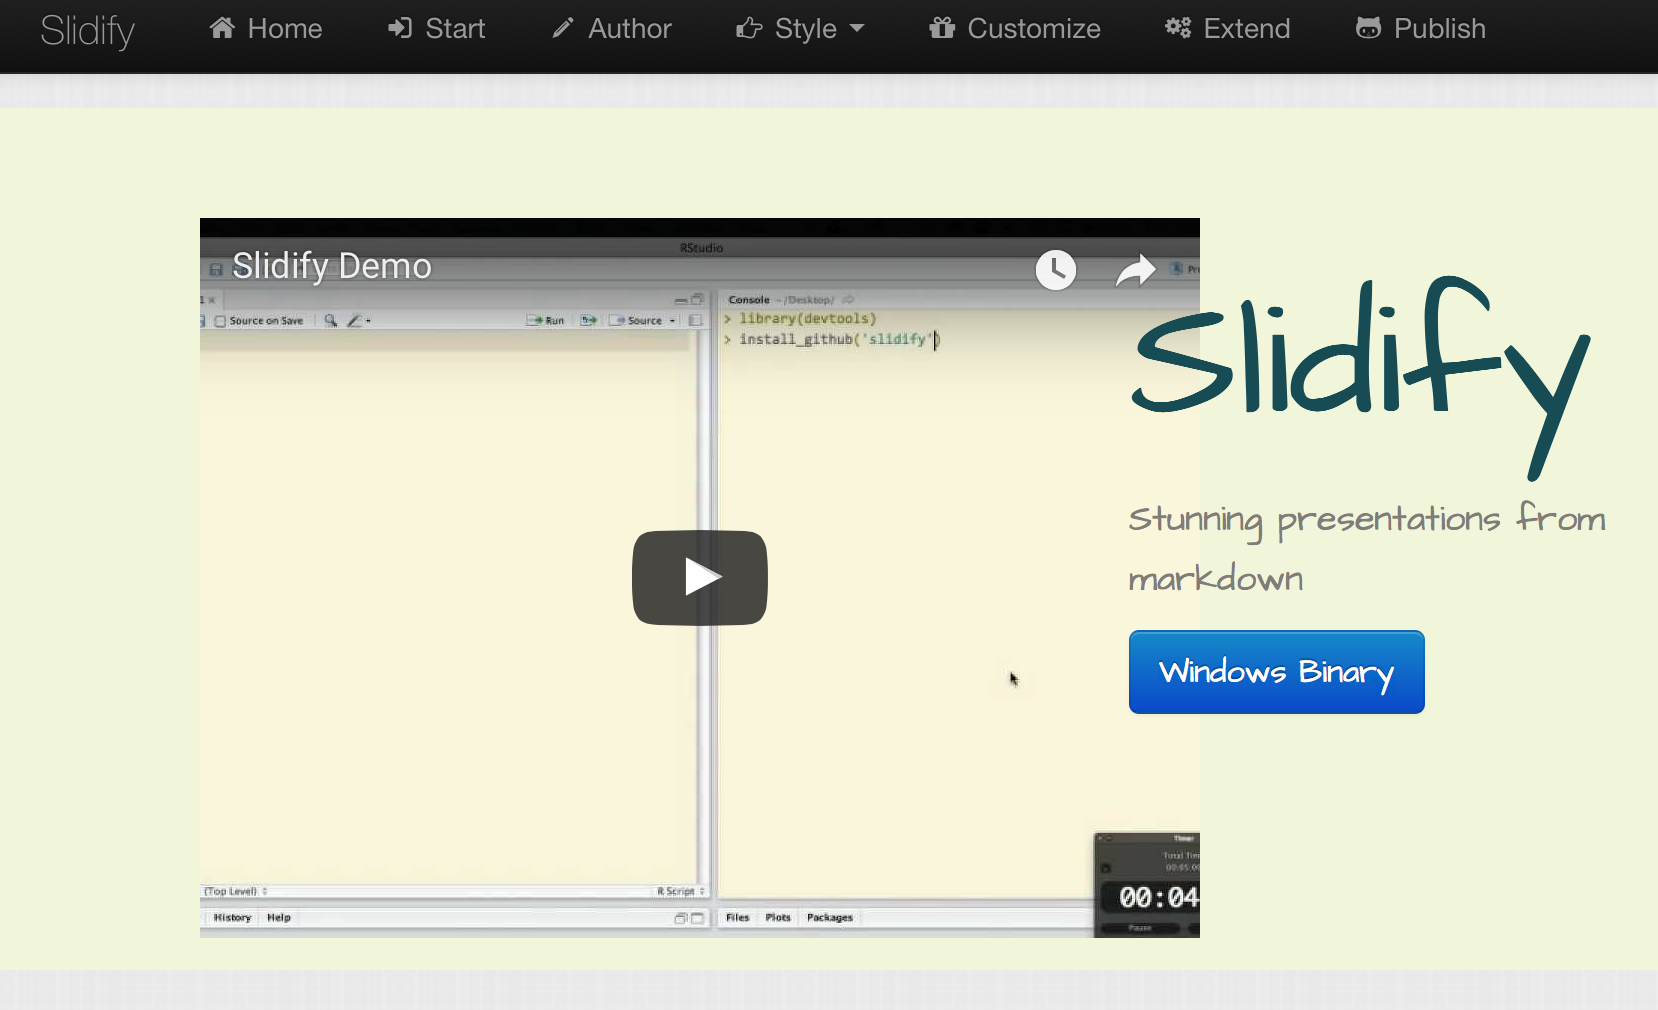 Slidify Home Start Author Style Customize Extend Publish
RStudio
Slidify Demo
Console ~/Desktop/
Source on Save Run Source
> library(devtools)
> install_github('slidify')
Slidify
Stunning presentations from
markdown
Windows Binary
Timer
00:04
Pause
(Top Level) R Script
History Help Files Plots Packages